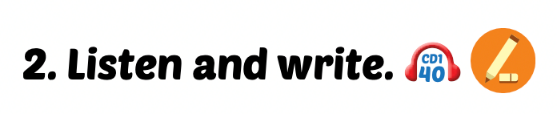 2. Listen and write. CD1
40